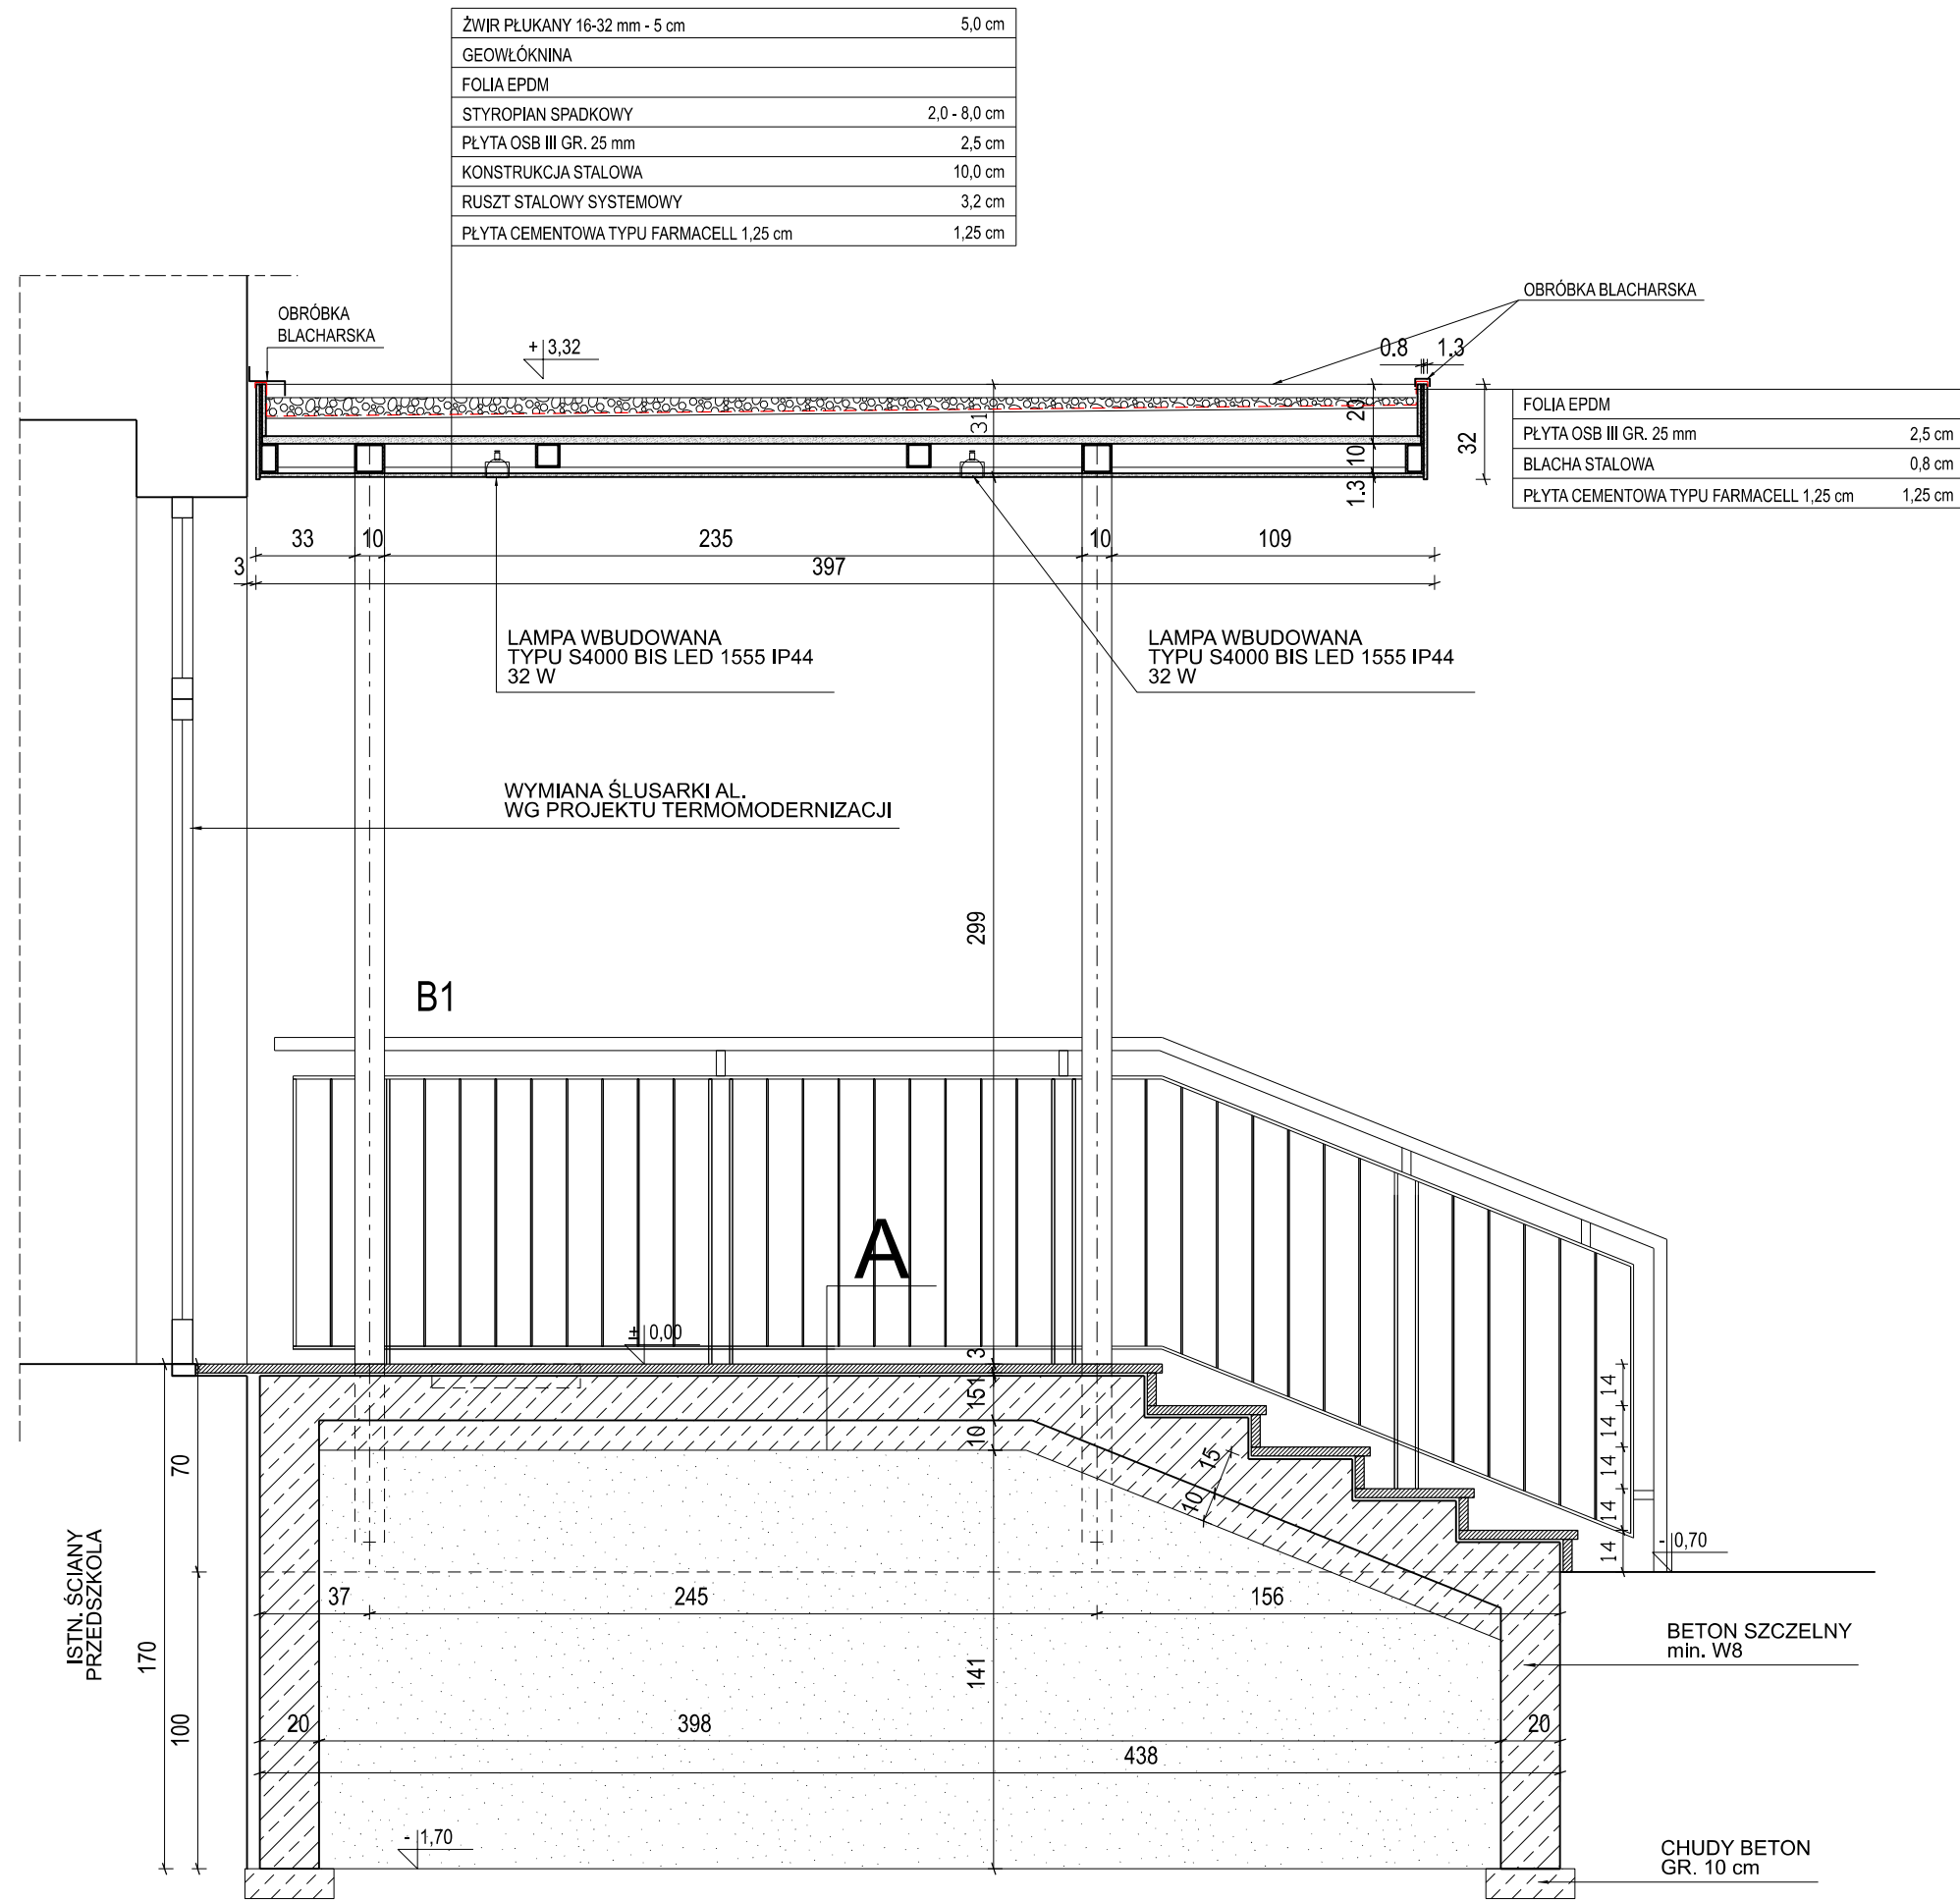 ŻWIR PŁUKANY 16-32 mm - 5 cm 5,0 cm
GEOWŁÓKNINA
FOLIA EPDM
STYROPIAN SPADKOWY 2,0 - 8,0 cm
PŁYTA OSB III GR. 25 mm 2,5 cm
KONSTRUKCJA STALOWA 10,0 cm
RUSZT STALOWY SYSTEMOWY 3,2 cm
PŁYTA CEMENTOWA TYPU FARMACELL 1,25 cm 1,25 cm
OBRÓBKA
BLACHARSKA
OBRÓBKA BLACHARSKA
+ 3,32
0.8 1.3
FOLIA EPDM
PŁYTA OSB III GR. 25 mm 2,5 cm
BLACHA STALOWA 0,8 cm
PŁYTA CEMENTOWA TYPU FARMACELL 1,25 cm 1,25 cm
31
20
10
1.3
32
33 10 235 10 109
3 397
LAMPA WBUDOWANA
TYPU S4000 BIS LED 1555 IP44
32 W
LAMPA WBUDOWANA
TYPU S4000 BIS LED 1555 IP44
32 W
WYMIANA ŚLUSARKI AL.
WG PROJEKTU TERMOMODERNIZACJI
299
B1
A
± 0,00
3
1
15
10
15
10
14
14
14
14
14
- 0,70
70
170
100
ISTN. ŚCIANY
PRZEDSZKOLA
37 245 156
141
BETON SZCZELNY
min. W8
20 398 20
438
- 1,70
CHUDY BETON
GR. 10 cm